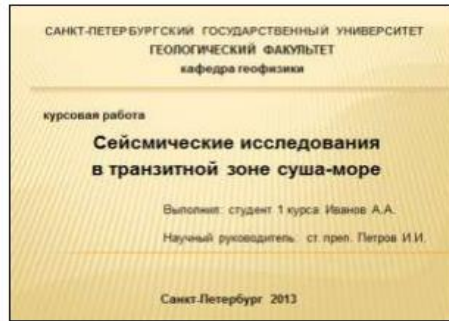 САНКТ-ПЕТЕРБУРГСКИЙ ГОСУДАРСТВЕННЫЙ УНИВЕРСИТЕТ
ГЕОЛОГИЧЕСКИЙ ФАКУЛЬТЕТ
кафедра геофизики
курсовая работа
Сейсмические исследования
в транзитной зоне суша-море
Выполнил: студент 1 курса Иванов А.А.
Научный руководитель: ст. преп. Петров И.И.
Санкт-Петербург 2013